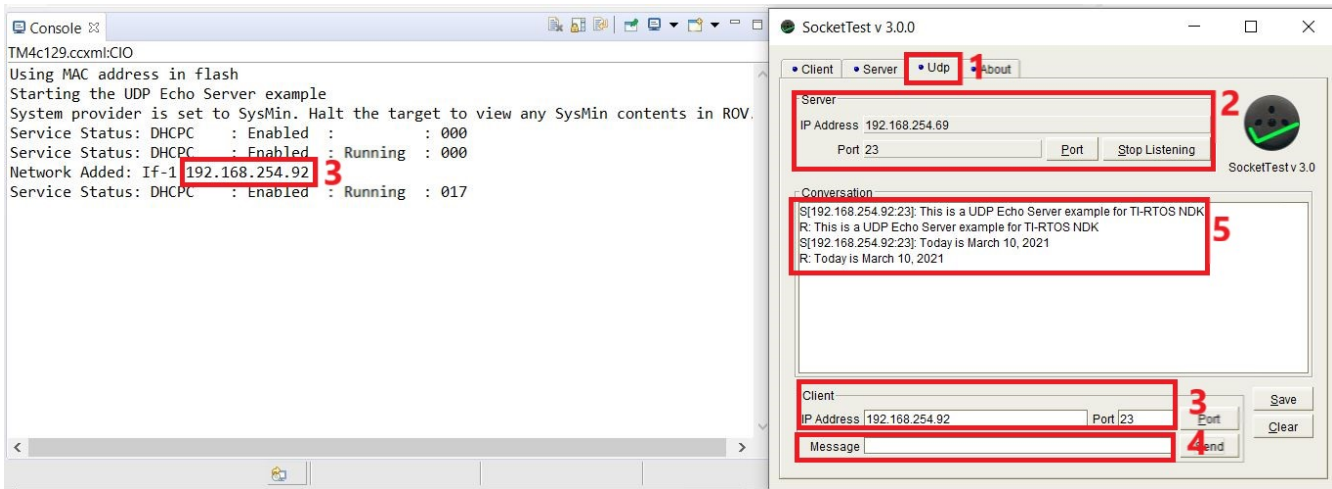 Console
TM4c129.ccxml:CIO
Using MAC address in flash
Starting the UDP Echo Server example
System provider is set to SysMin. Halt the target to view any SysMin contents in ROV.
Service Status: DHCPC    : Enabled  :          : 000
Service Status: DHCPC    : Enabled  : Running  : 000
Network Added: If-1 192.168.254.92 3
Service Status: DHCPC    : Enabled  : Running  : 017
SocketTest v 3.0.0
Client Server Udp 1 About
Server 2
IP Address 192.168.254.69
Port 23 Port Stop Listening
SocketTest v 3.0
Conversation
S[192.168.254.92:23]: This is a UDP Echo Server example for TI-RTOS NDK
R: This is a UDP Echo Server example for TI-RTOS NDK
S[192.168.254.92:23]: Today is March 10, 2021
R: Today is March 10, 2021
5
Client 3
IP Address 192.168.254.92 Port 23 Port
Message 4 Send
Save
Clear